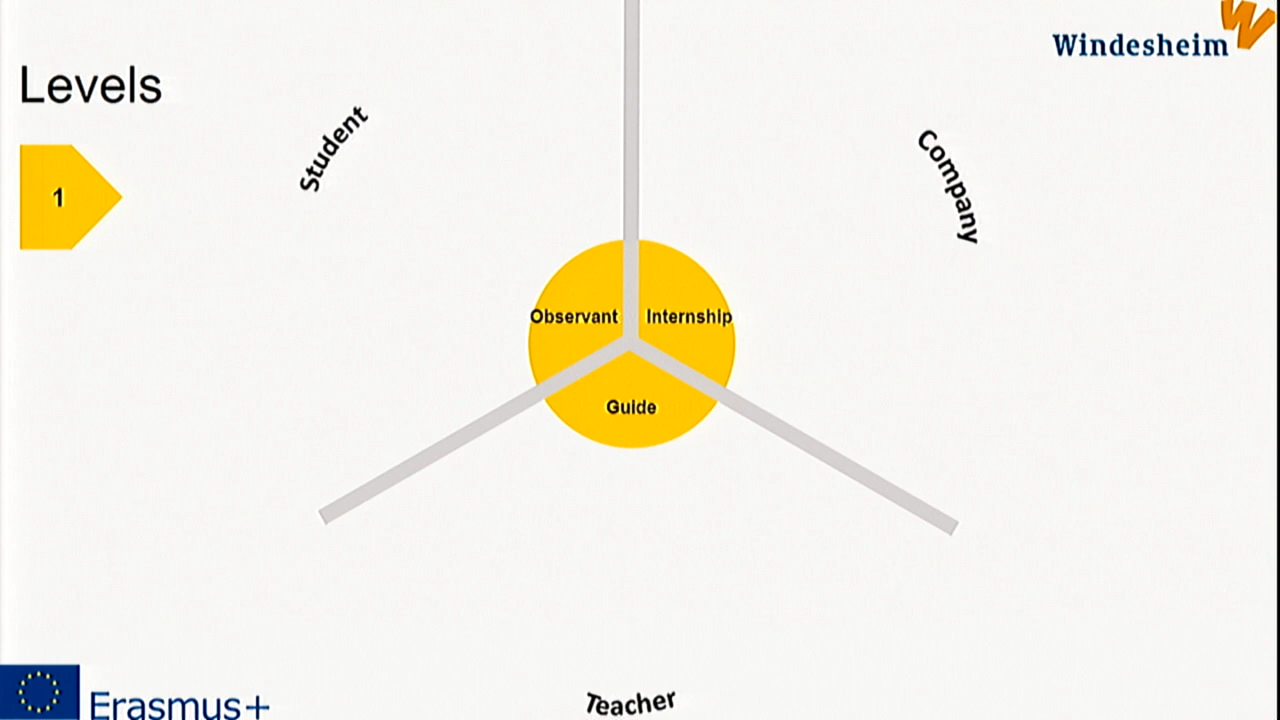 Windesheim
Levels
Student
Company
1
Observant
Internship
Guide
Teacher
Erasmus+